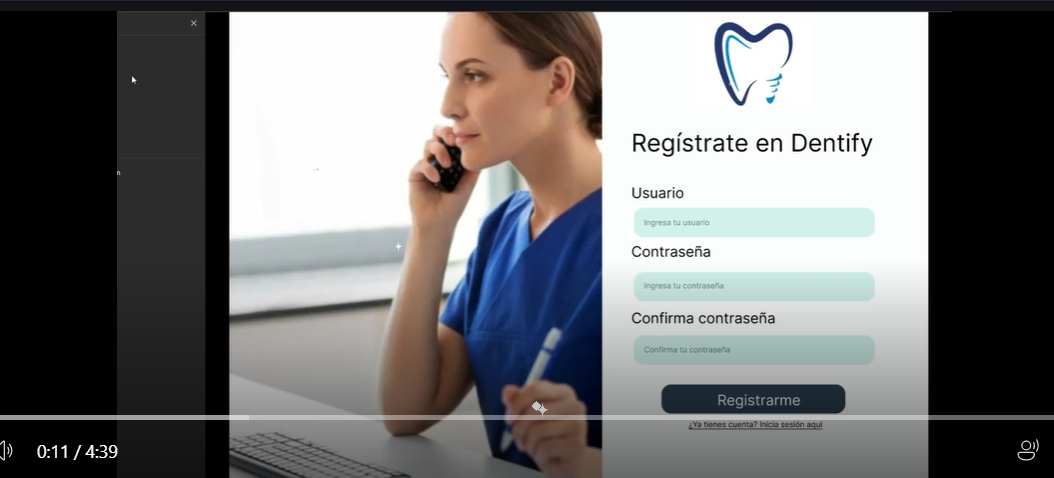 Regístrate en Dentify
Usuario
Ingresa tu usuario
Contraseña
Ingresa tu contraseña
Confirma contraseña
Confirma tu contraseña
Registrarme
¿Ya tienes cuenta? Inicia sesión aquí
0:11 / 4:39